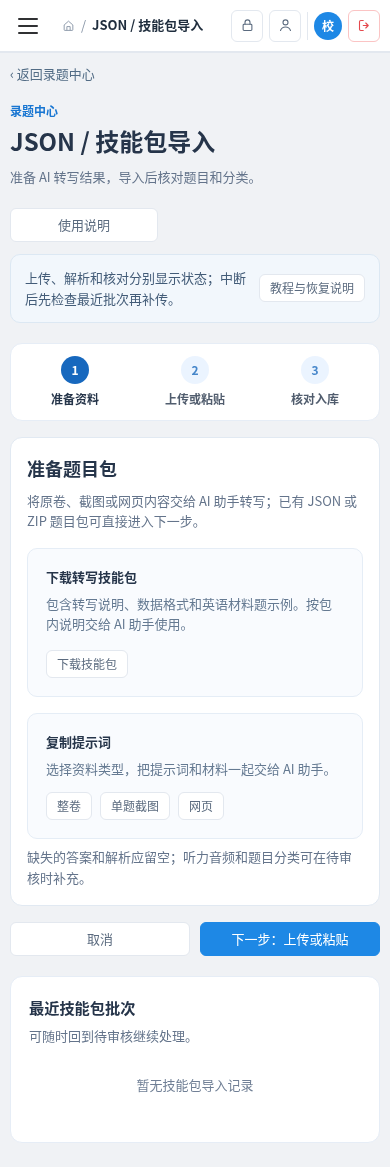 / JSON / 技能包导入
校
‹ 返回录题中心
录题中心
JSON / 技能包导入
准备 AI 转写结果，导入后核对题目和分类。
使用说明
上传、解析和核对分别显示状态；中断
后先检查最近批次再补传。
教程与恢复说明
1
2
3
准备资料
上传或粘贴
核对入库
准备题目包
将原卷、截图或网页内容交给 AI 助手转写；已有 JSON 或
ZIP 题目包可直接进入下一步。
下载转写技能包
包含转写说明、数据格式和英语材料题示例。按包
内说明交给 AI 助手使用。
下载技能包
复制提示词
选择资料类型，把提示词和材料一起交给 AI 助手。
整卷
单题截图
网页
缺失的答案和解析应留空；听力音频和题目分类可在待审
核时补充。
取消
下一步：上传或粘贴
最近技能包批次
可随时回到待审核继续处理。
暂无技能包导入记录